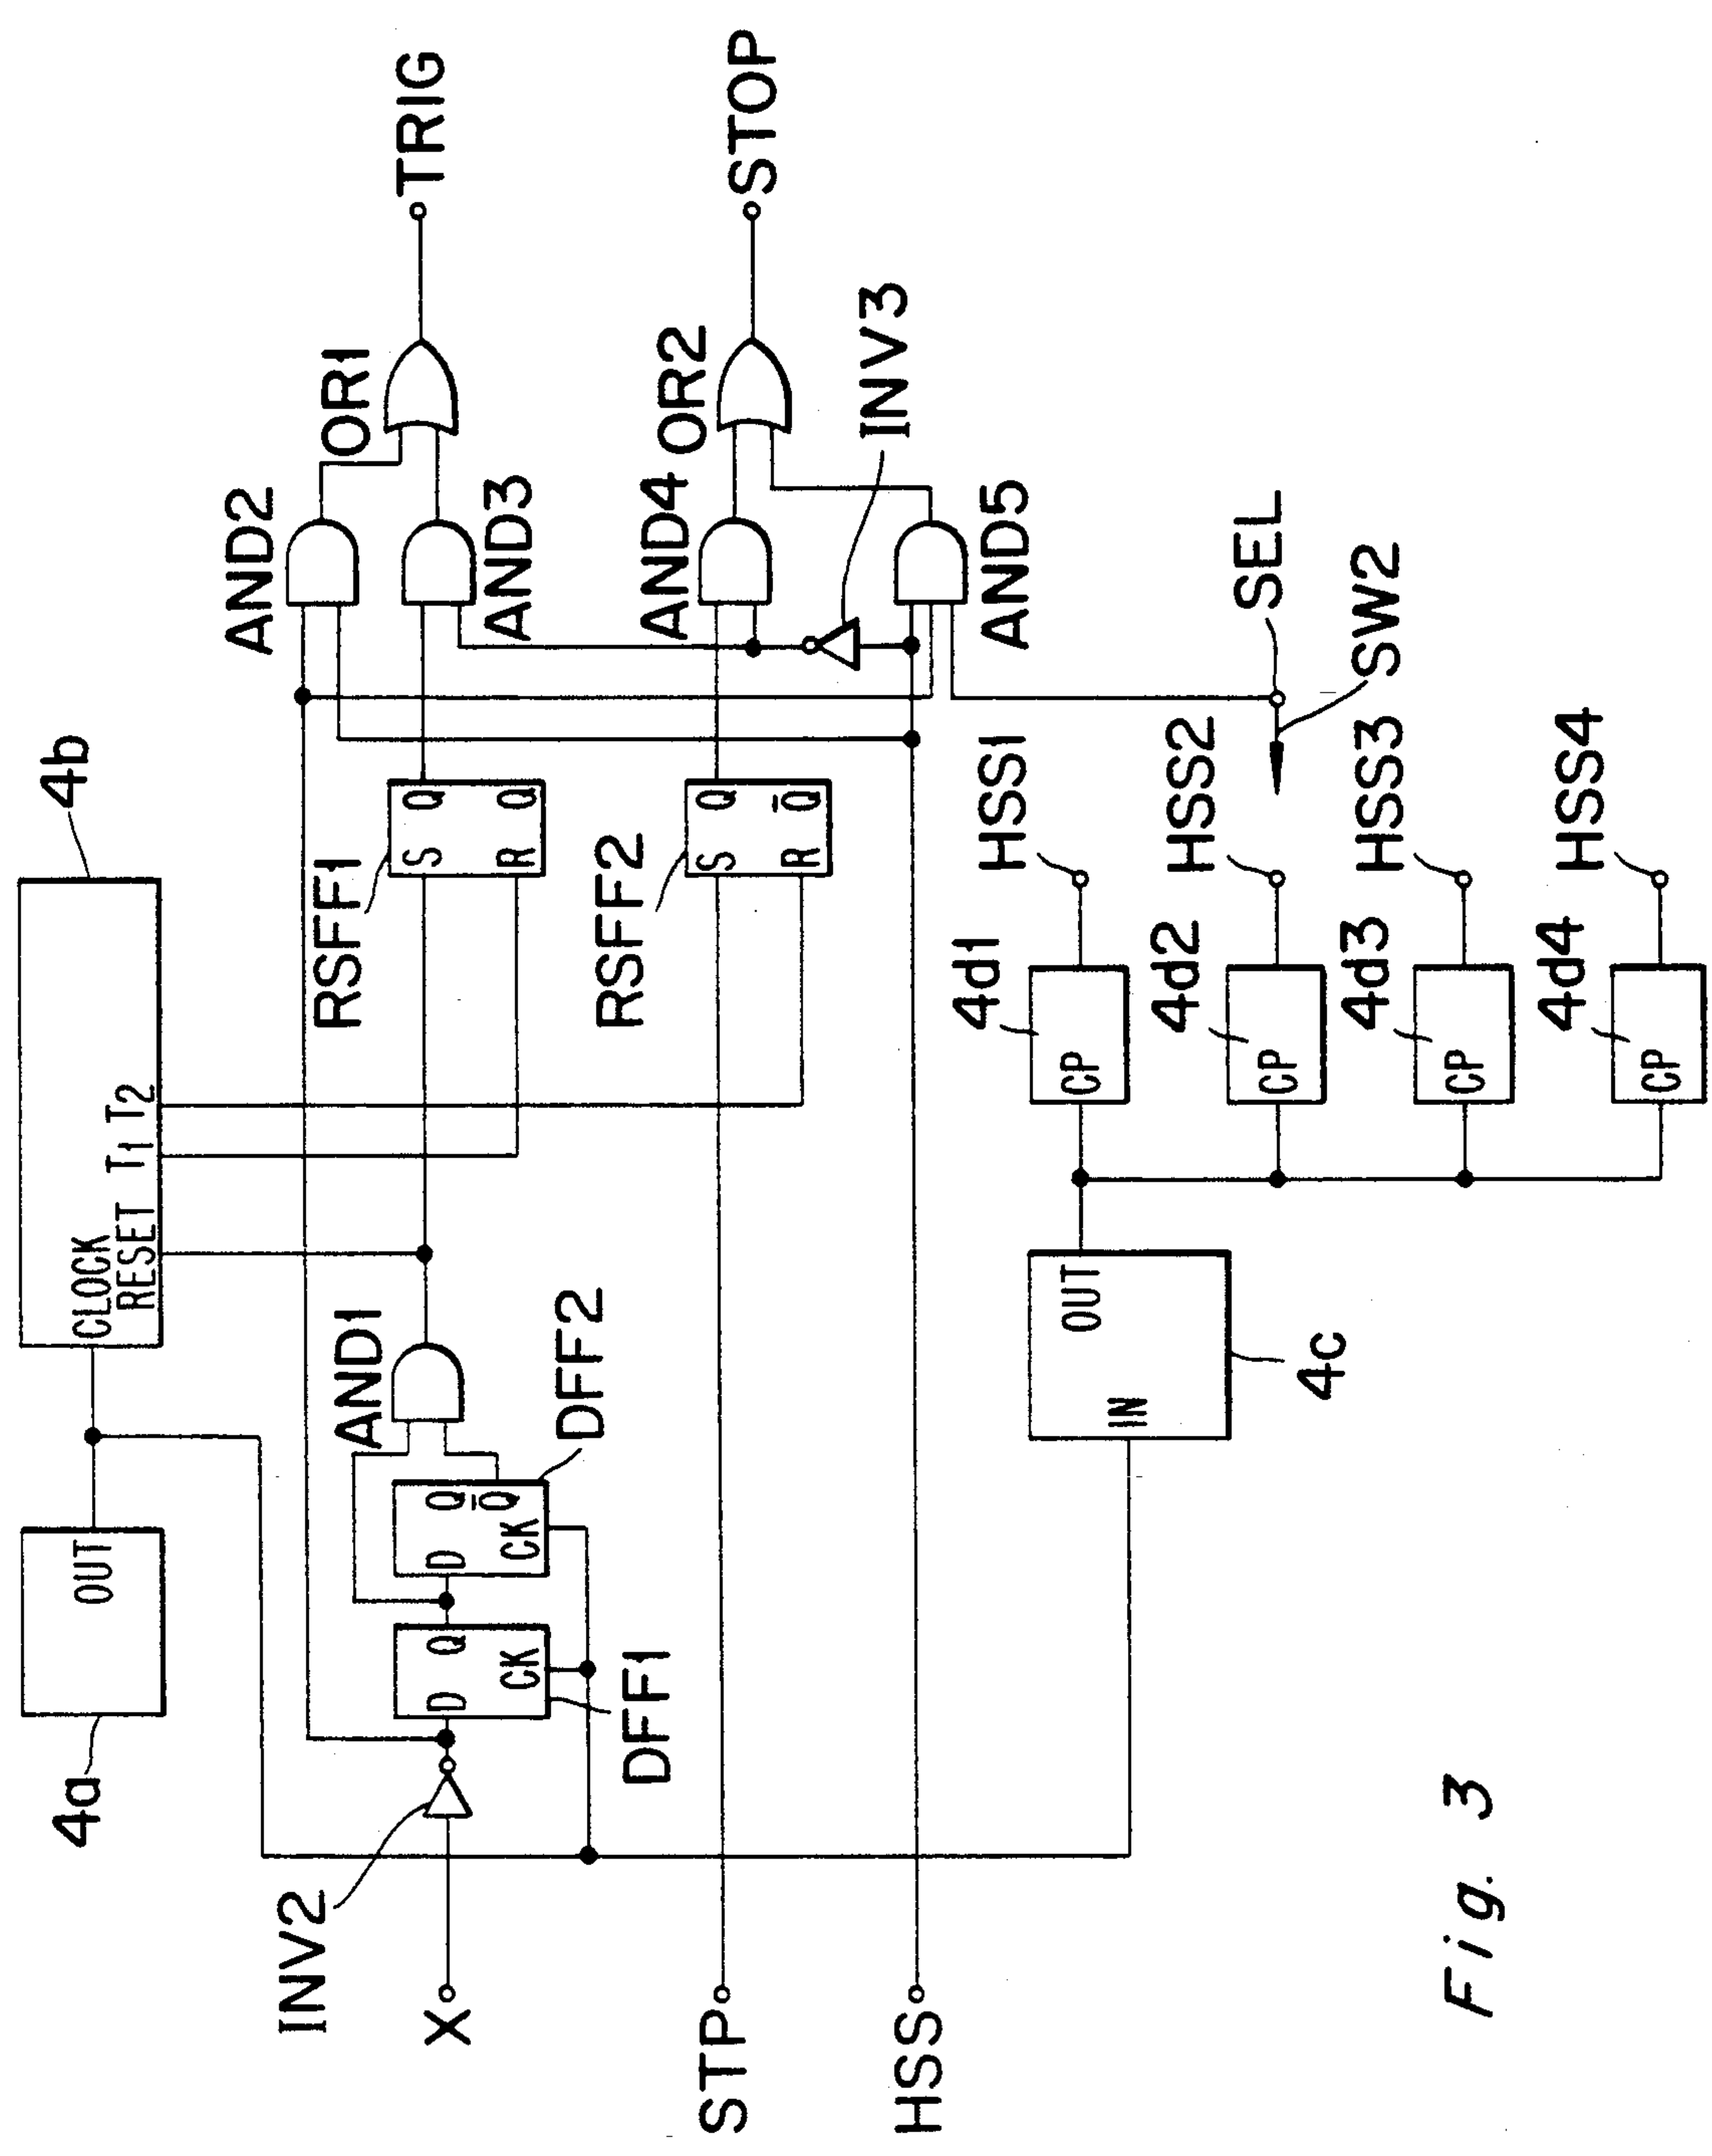 4a
OUT
4b
CLOCK
RESET
T1
T2
INV2
X
D
Q
CK
DFF1
D
Q
Q̅
CK
DFF2
AND1
RSFF1
S
Q
R
Q
RSFF2
S
Q
R
Q̅
AND2
AND3
OR1
TRIG
AND4
OR2
STOP
INV3
AND5
STP
HSS
SEL
SW2
4c
IN
OUT
4d1
CP
HSS1
4d2
CP
HSS2
4d3
CP
HSS3
4d4
CP
HSS4
Fig. 3